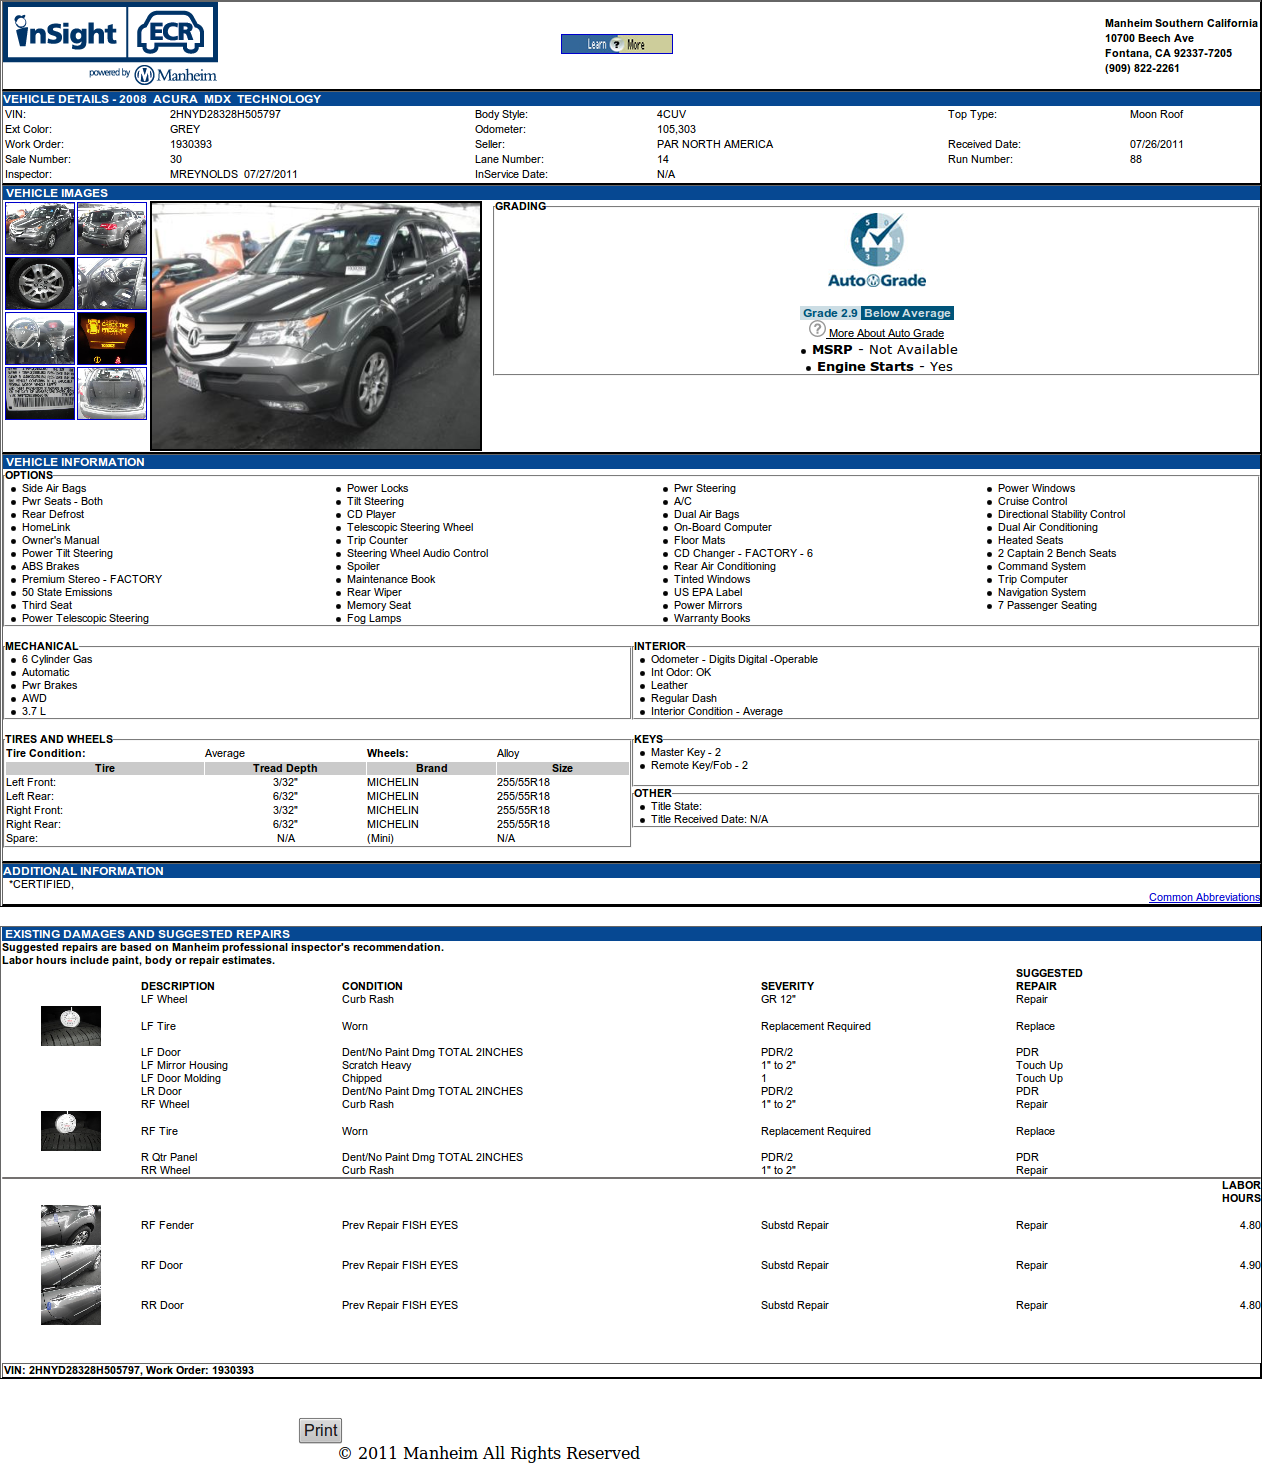 inSight ECR
powered by Manheim
Learn ? More
Manheim Southern California
10700 Beech Ave
Fontana, CA 92337-7205
(909) 822-2261
VEHICLE DETAILS - 2008 ACURA MDX TECHNOLOGY
VIN: 2HNYD28328H505797 Body Style: 4CUV Top Type: Moon Roof
Ext Color: GREY Odometer: 105,303
Work Order: 1930393 Seller: PAR NORTH AMERICA Received Date: 07/26/2011
Sale Number: 30 Lane Number: 14 Run Number: 88
Inspector: MREYNOLDS 07/27/2011 InService Date: N/A
VEHICLE IMAGES
GRADING
5 0 4 1 3 2
AutoGrade
Grade 2.9 Below Average
? More About Auto Grade
• MSRP - Not Available
• Engine Starts - Yes
VEHICLE INFORMATION
OPTIONS
• Side Air Bags • Power Locks • Pwr Steering • Power Windows
• Pwr Seats - Both • Tilt Steering • A/C • Cruise Control
• Rear Defrost • CD Player • Dual Air Bags • Directional Stability Control
• HomeLink • Telescopic Steering Wheel • On-Board Computer • Dual Air Conditioning
• Owner's Manual • Trip Counter • Floor Mats • Heated Seats
• Power Tilt Steering • Steering Wheel Audio Control • CD Changer - FACTORY - 6 • 2 Captain 2 Bench Seats
• ABS Brakes • Spoiler • Rear Air Conditioning • Command System
• Premium Stereo - FACTORY • Maintenance Book • Tinted Windows • Trip Computer
• 50 State Emissions • Rear Wiper • US EPA Label • Navigation System
• Third Seat • Memory Seat • Power Mirrors • 7 Passenger Seating
• Power Telescopic Steering • Fog Lamps • Warranty Books
MECHANICAL
• 6 Cylinder Gas
• Automatic
• Pwr Brakes
• AWD
• 3.7 L
INTERIOR
• Odometer - Digits Digital -Operable
• Int Odor: OK
• Leather
• Regular Dash
• Interior Condition - Average
TIRES AND WHEELS
Tire Condition: Average Wheels: Alloy
Tire Tread Depth Brand Size
Left Front: 3/32" MICHELIN 255/55R18
Left Rear: 6/32" MICHELIN 255/55R18
Right Front: 3/32" MICHELIN 255/55R18
Right Rear: 6/32" MICHELIN 255/55R18
Spare: N/A (Mini) N/A
KEYS
• Master Key - 2
• Remote Key/Fob - 2
OTHER
• Title State:
• Title Received Date: N/A
ADDITIONAL INFORMATION
*CERTIFIED,
Common Abbreviations
EXISTING DAMAGES AND SUGGESTED REPAIRS
Suggested repairs are based on Manheim professional inspector's recommendation.
Labor hours include paint, body or repair estimates.
DESCRIPTION CONDITION SEVERITY SUGGESTED REPAIR
LF Wheel Curb Rash GR 12" Repair
LF Tire Worn Replacement Required Replace
LF Door Dent/No Paint Dmg TOTAL 2INCHES PDR/2 PDR
LF Mirror Housing Scratch Heavy 1" to 2" Touch Up
LF Door Molding Chipped 1 Touch Up
LR Door Dent/No Paint Dmg TOTAL 2INCHES PDR/2 PDR
RF Wheel Curb Rash 1" to 2" Repair
RF Tire Worn Replacement Required Replace
R Qtr Panel Dent/No Paint Dmg TOTAL 2INCHES PDR/2 PDR
RR Wheel Curb Rash 1" to 2" Repair
LABOR HOURS
RF Fender Prev Repair FISH EYES Substd Repair Repair 4.80
RF Door Prev Repair FISH EYES Substd Repair Repair 4.90
RR Door Prev Repair FISH EYES Substd Repair Repair 4.80
VIN: 2HNYD28328H505797, Work Order: 1930393
Print
© 2011 Manheim All Rights Reserved